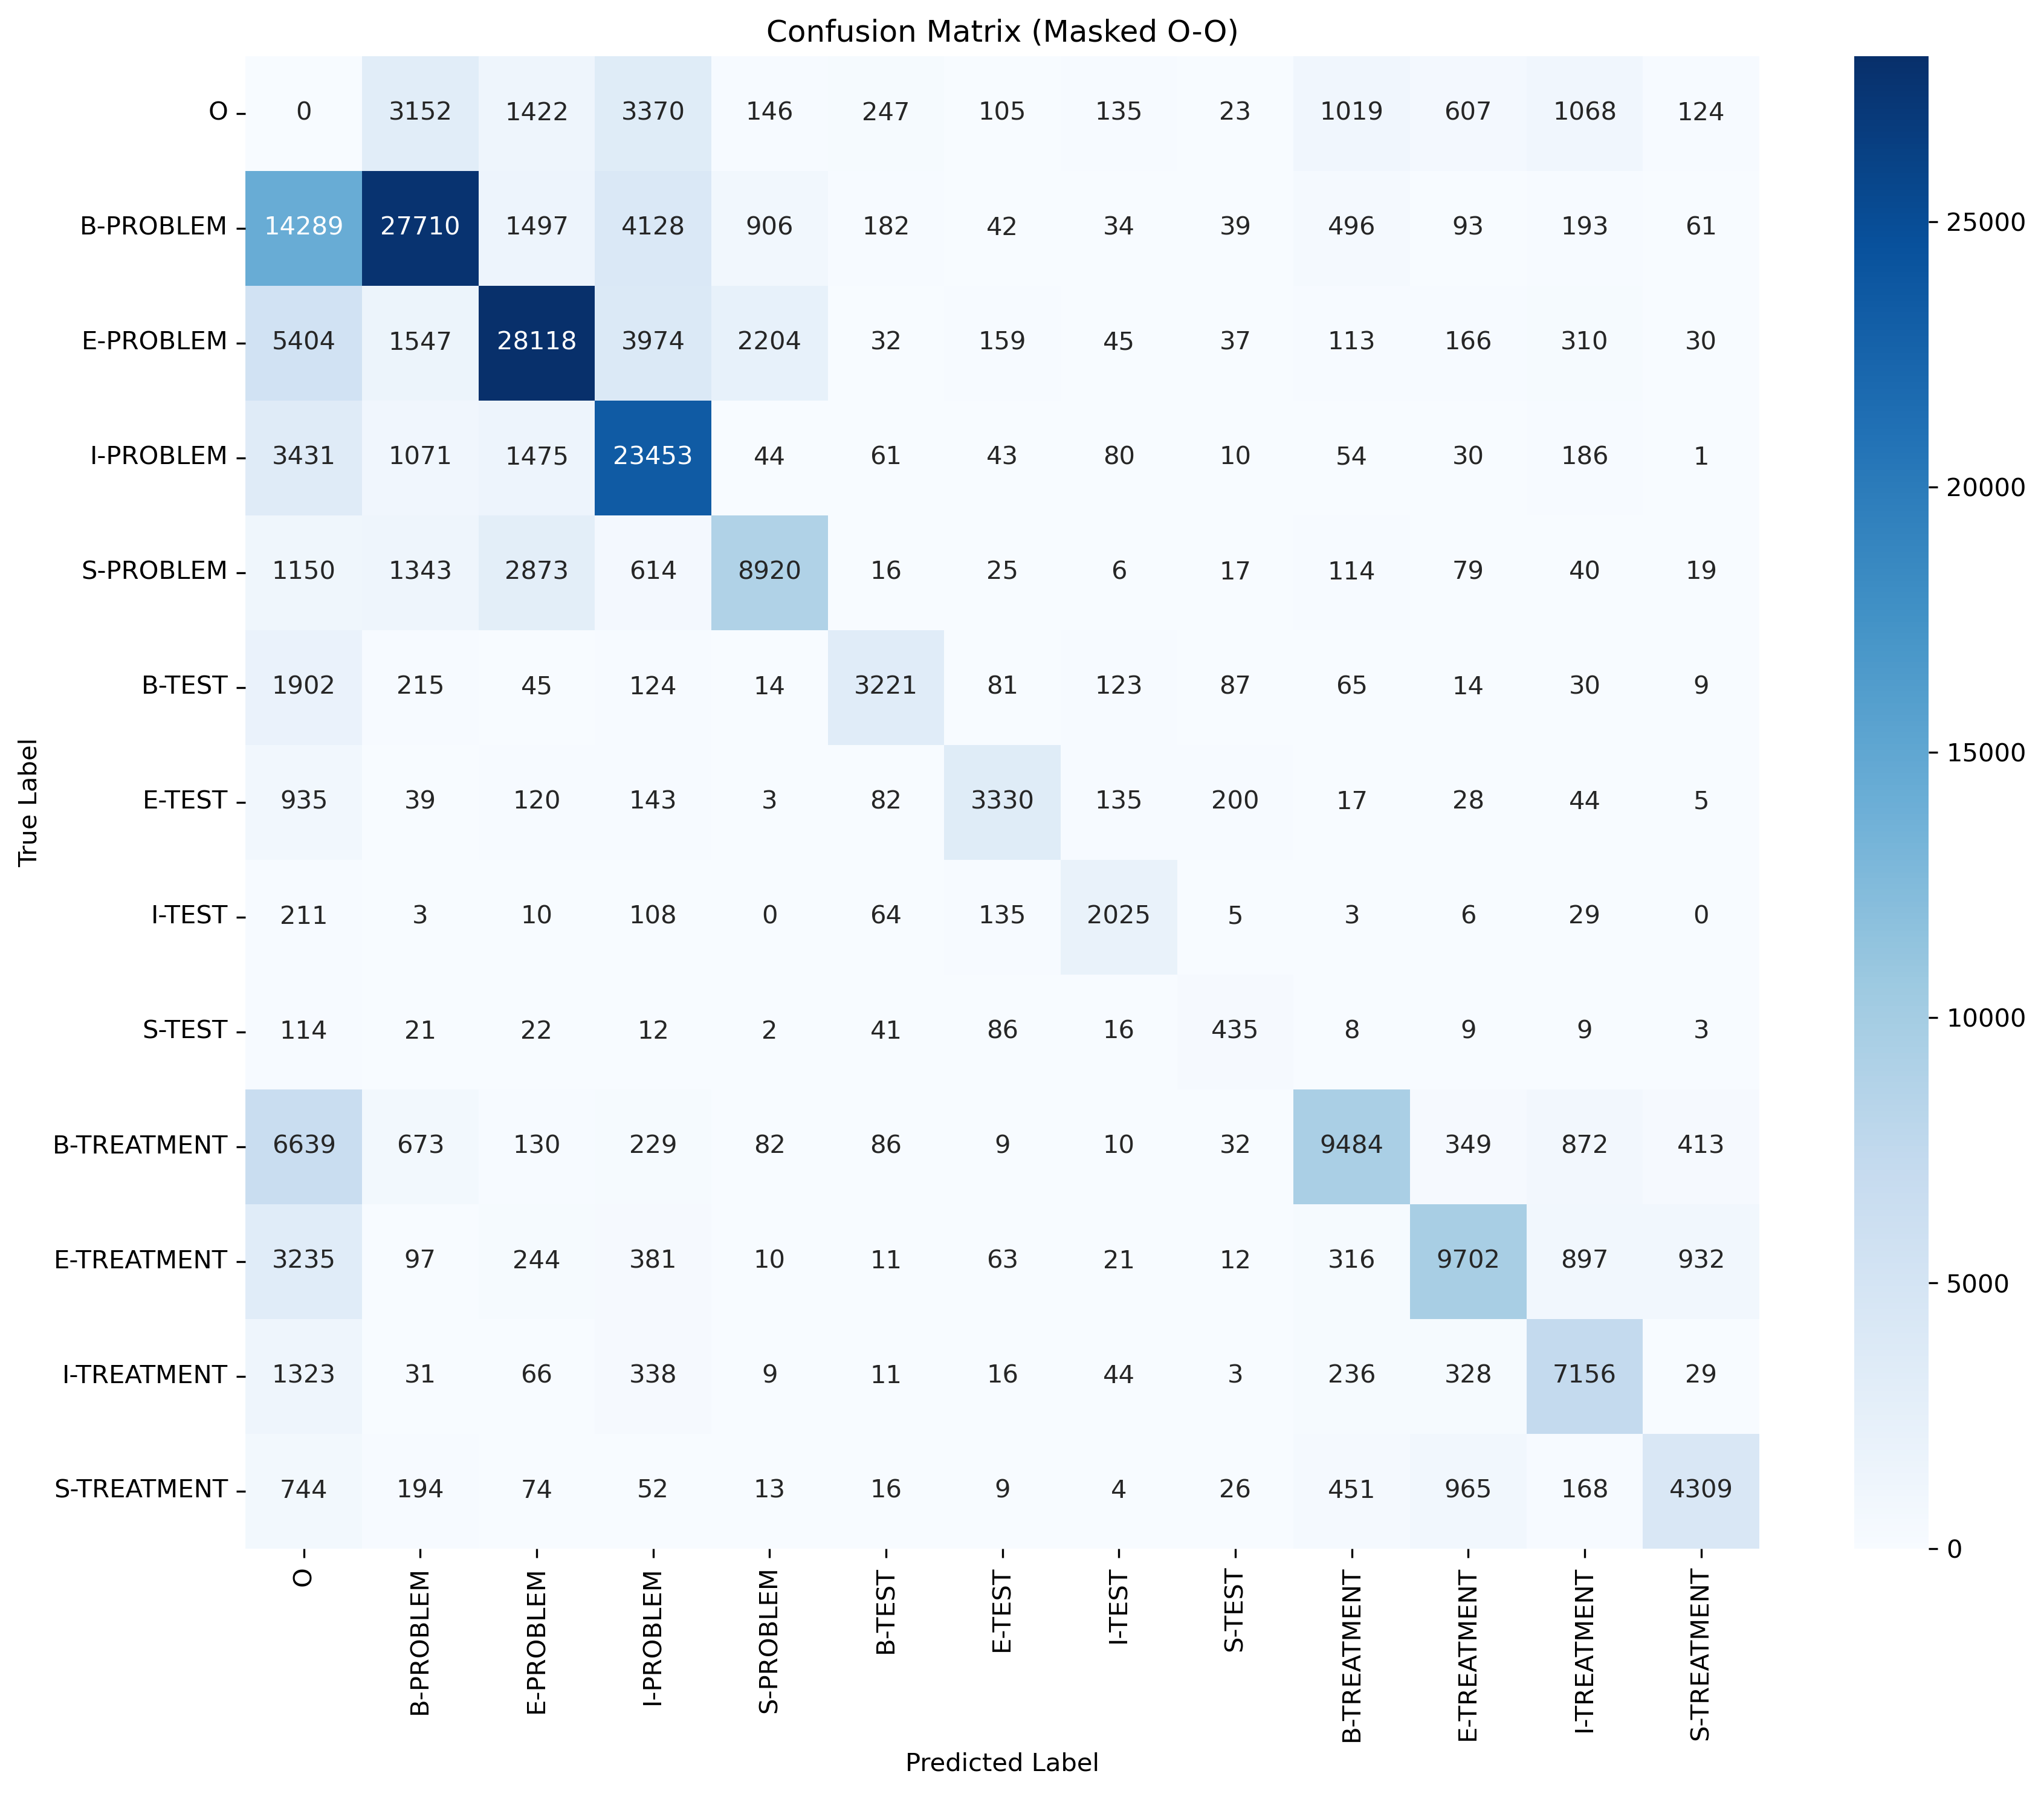 Confusion Matrix (Masked O-O)
O 0 3152 1422 3370 146 247 105 135 23 1019 607 1068 124
B-PROBLEM 14289 27710 1497 4128 906 182 42 34 39 496 93 193 61
E-PROBLEM 5404 1547 28118 3974 2204 32 159 45 37 113 166 310 30
I-PROBLEM 3431 1071 1475 23453 44 61 43 80 10 54 30 186 1
S-PROBLEM 1150 1343 2873 614 8920 16 25 6 17 114 79 40 19
B-TEST 1902 215 45 124 14 3221 81 123 87 65 14 30 9
E-TEST 935 39 120 143 3 82 3330 135 200 17 28 44 5
I-TEST 211 3 10 108 0 64 135 2025 5 3 6 29 0
S-TEST 114 21 22 12 2 41 86 16 435 8 9 9 3
B-TREATMENT 6639 673 130 229 82 86 9 10 32 9484 349 872 413
E-TREATMENT 3235 97 244 381 10 11 63 21 12 316 9702 897 932
I-TREATMENT 1323 31 66 338 9 11 16 44 3 236 328 7156 29
S-TREATMENT 744 194 74 52 13 16 9 4 26 451 965 168 4309
O B-PROBLEM E-PROBLEM I-PROBLEM S-PROBLEM B-TEST E-TEST I-TEST S-TEST B-TREATMENT E-TREATMENT I-TREATMENT S-TREATMENT
Predicted Label
True Label
25000
20000
15000
10000
5000
0